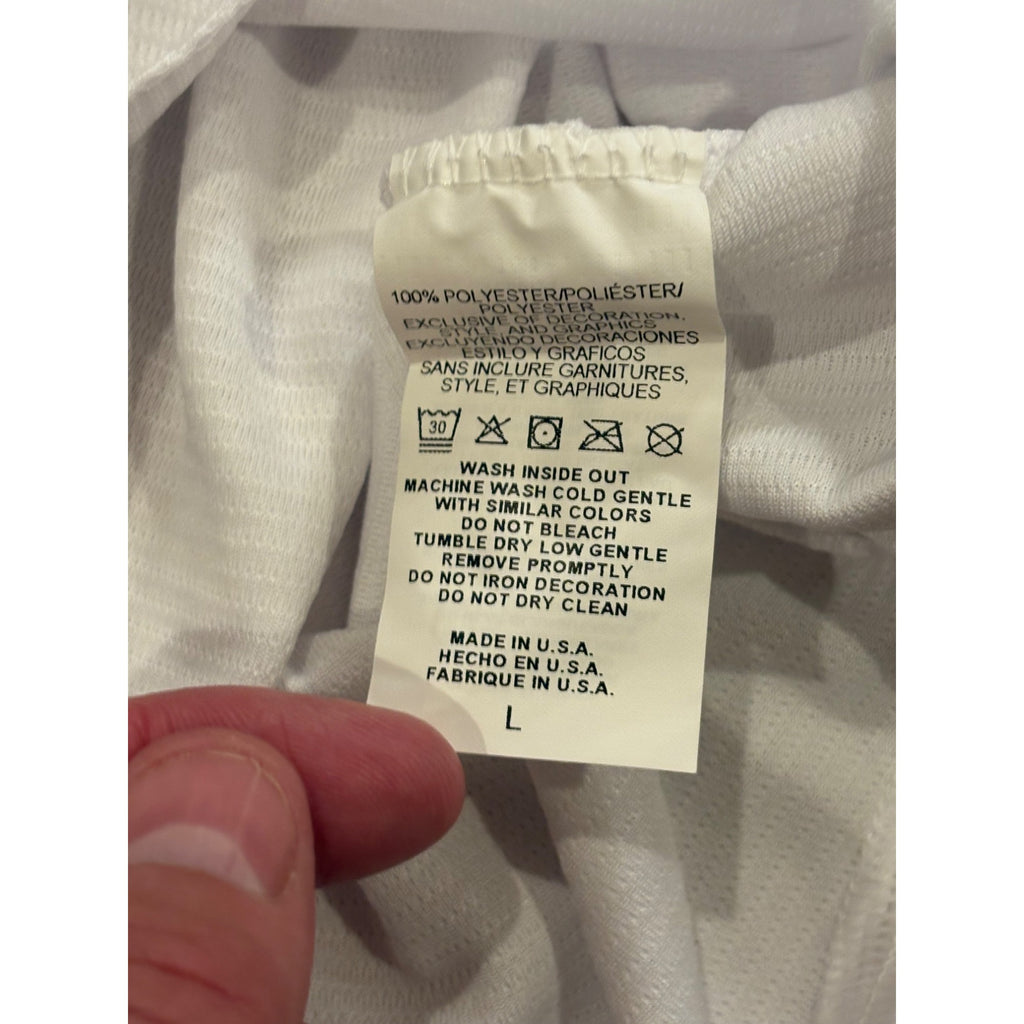 100% POLYESTER/POLIÉSTER/
POLYESTER
EXCLUSIVE OF DECORATION,
STYLE, AND GRAPHICS
EXCLUYENDO DECORACIONES
ESTILO Y GRAFICOS
SANS INCLURE GARNITURES,
STYLE, ET GRAPHIQUES
30
WASH INSIDE OUT
MACHINE WASH COLD GENTLE
WITH SIMILAR COLORS
DO NOT BLEACH
TUMBLE DRY LOW GENTLE
REMOVE PROMPTLY
DO NOT IRON DECORATION
DO NOT DRY CLEAN
MADE IN U.S.A.
HECHO EN U.S.A.
FABRIQUE IN U.S.A.
L